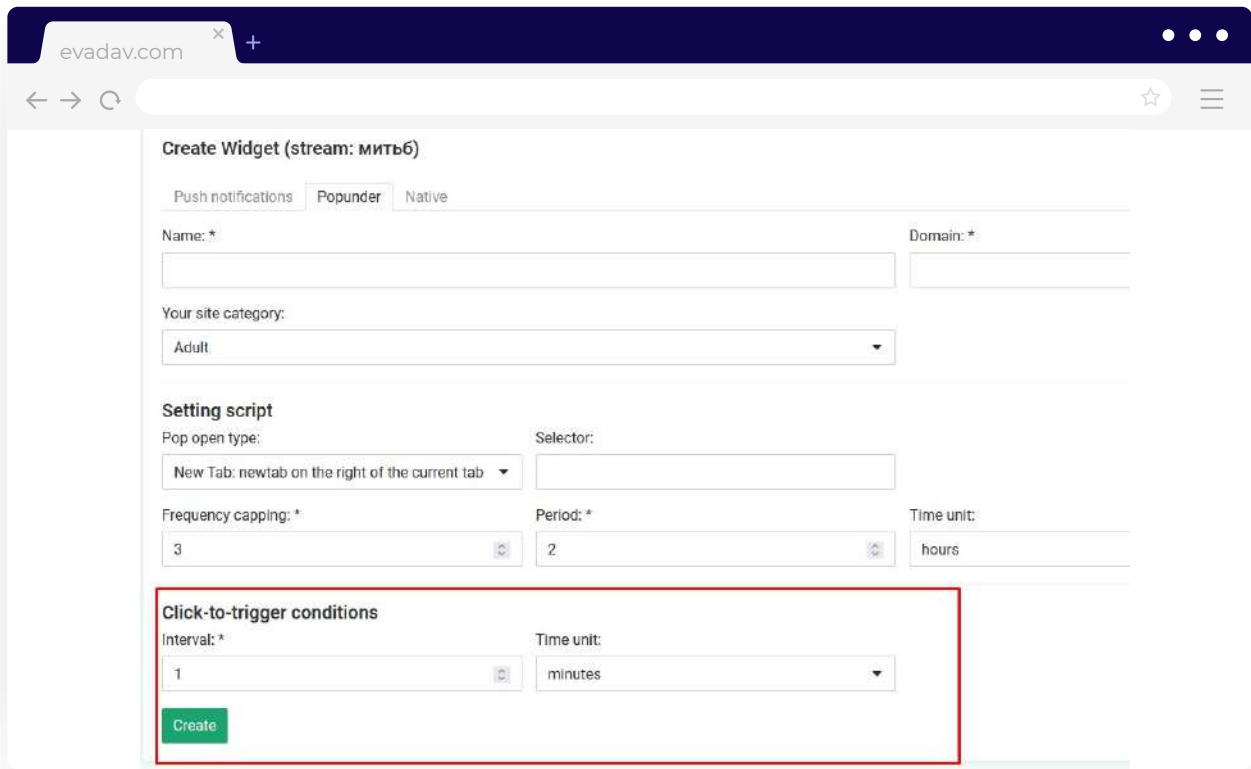 evadav.com
Create Widget (stream: митьб)
Push notifications Popunder Native
Name: * Domain: *
Your site category:
Adult
Setting script
Pop open type: Selector:
New Tab: newtab on the right of the current tab
Frequency capping: * Period: * Time unit:
3 2 hours
Click-to-trigger conditions
Interval: * Time unit:
1 minutes
Create